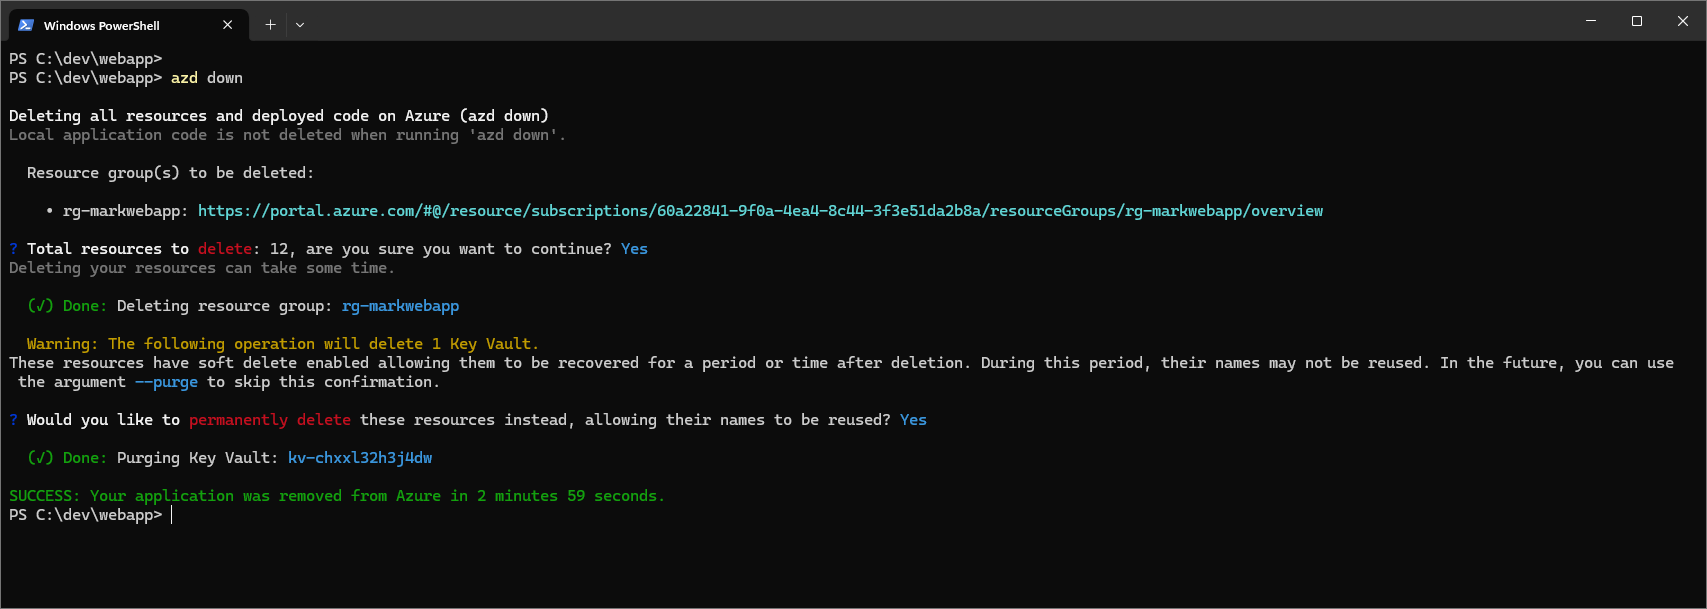 Windows PowerShell
PS C:\dev\webapp>
PS C:\dev\webapp> azd down
Deleting all resources and deployed code on Azure (azd down)
Local application code is not deleted when running 'azd down'.
Resource group(s) to be deleted:
• rg-markwebapp: https://portal.azure.com/#@/resource/subscriptions/60a22841-9f0a-4ea4-8c44-3f3e51da2b8a/resourceGroups/rg-markwebapp/overview
? Total resources to delete: 12, are you sure you want to continue? Yes
Deleting your resources can take some time.
(√) Done: Deleting resource group: rg-markwebapp
Warning: The following operation will delete 1 Key Vault.
These resources have soft delete enabled allowing them to be recovered for a period or time after deletion. During this period, their names may not be reused. In the future, you can use
the argument --purge to skip this confirmation.
? Would you like to permanently delete these resources instead, allowing their names to be reused? Yes
(√) Done: Purging Key Vault: kv-chxxl32h3j4dw
SUCCESS: Your application was removed from Azure in 2 minutes 59 seconds.
PS C:\dev\webapp>